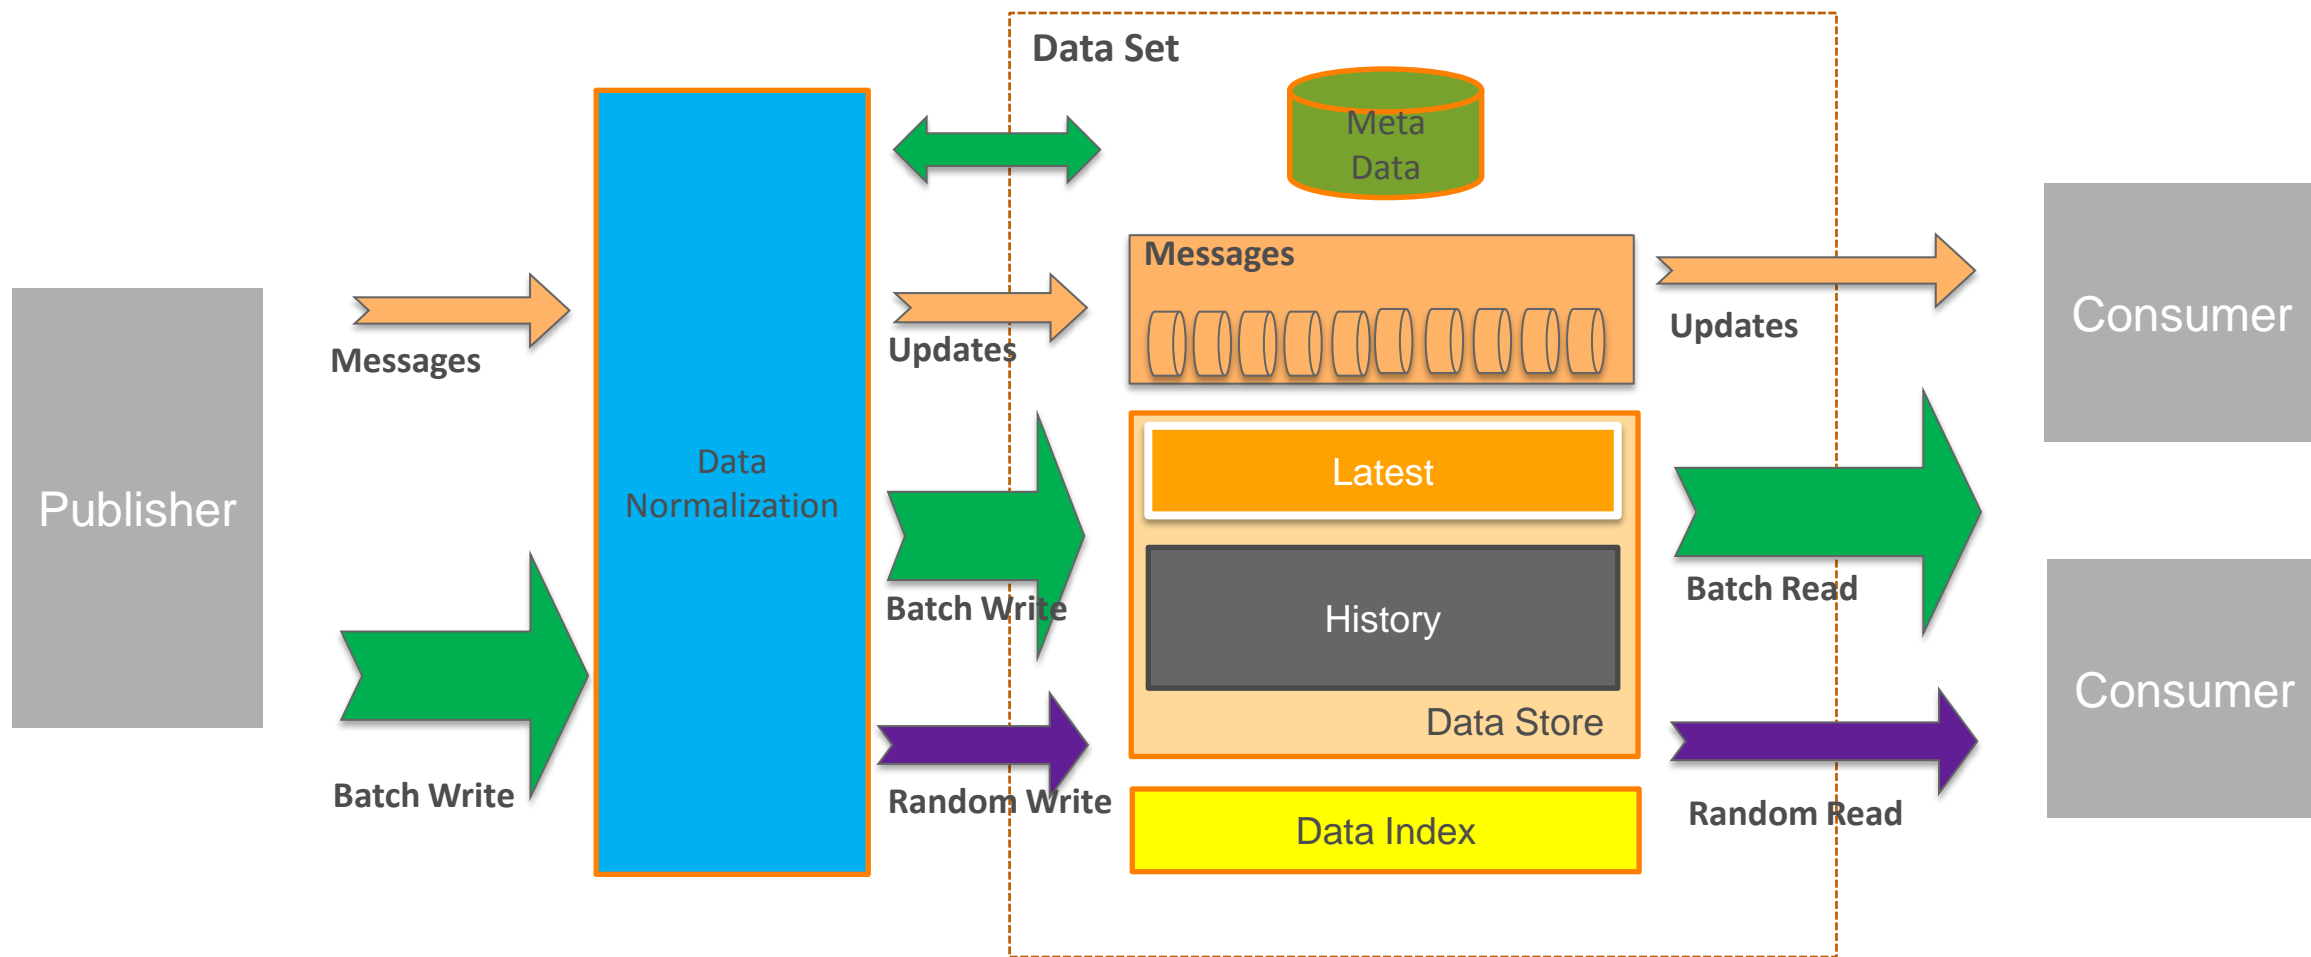 Data Set
Meta
Data
Messages
Messages
Updates
Updates
Consumer
Publisher
Data
Normalization
Latest
History
Data Store
Batch Write
Batch Write
Batch Read
Random Write
Random Read
Data Index
Consumer